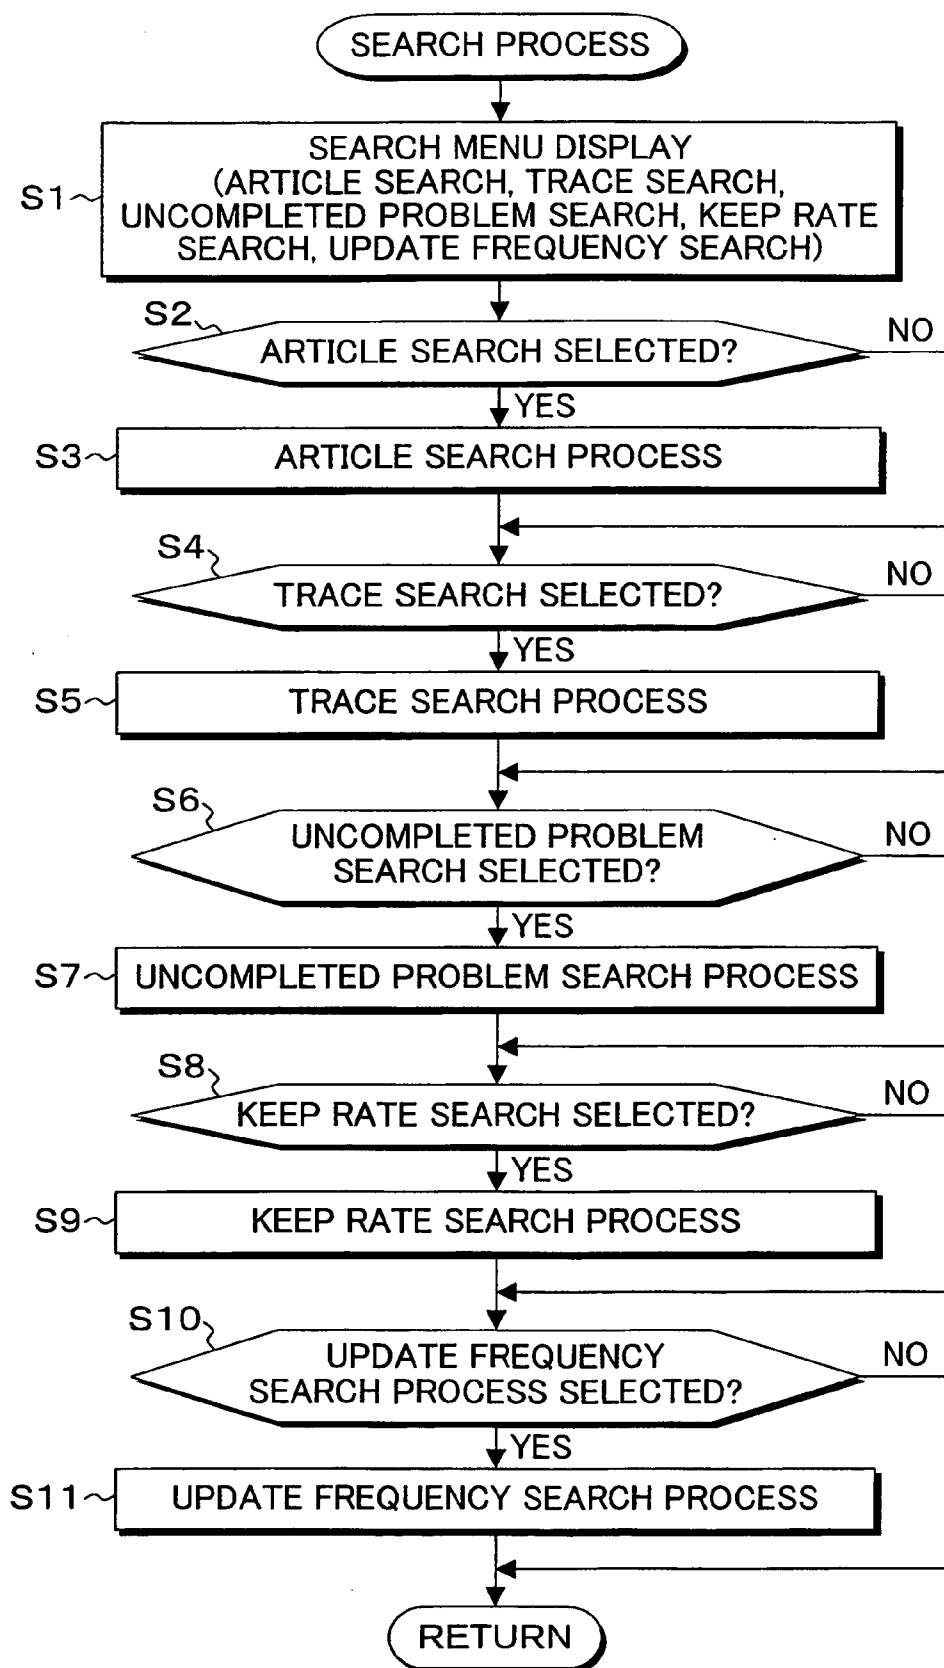 SEARCH PROCESS
S1
SEARCH MENU DISPLAY
(ARTICLE SEARCH, TRACE SEARCH,
UNCOMPLETED PROBLEM SEARCH, KEEP RATE
SEARCH, UPDATE FREQUENCY SEARCH)
S2
ARTICLE SEARCH SELECTED?
NO
YES
S3
ARTICLE SEARCH PROCESS
S4
TRACE SEARCH SELECTED?
NO
YES
S5
TRACE SEARCH PROCESS
S6
UNCOMPLETED PROBLEM
SEARCH SELECTED?
NO
YES
S7
UNCOMPLETED PROBLEM SEARCH PROCESS
S8
KEEP RATE SEARCH SELECTED?
NO
YES
S9
KEEP RATE SEARCH PROCESS
S10
UPDATE FREQUENCY
SEARCH PROCESS SELECTED?
NO
YES
S11
UPDATE FREQUENCY SEARCH PROCESS
RETURN